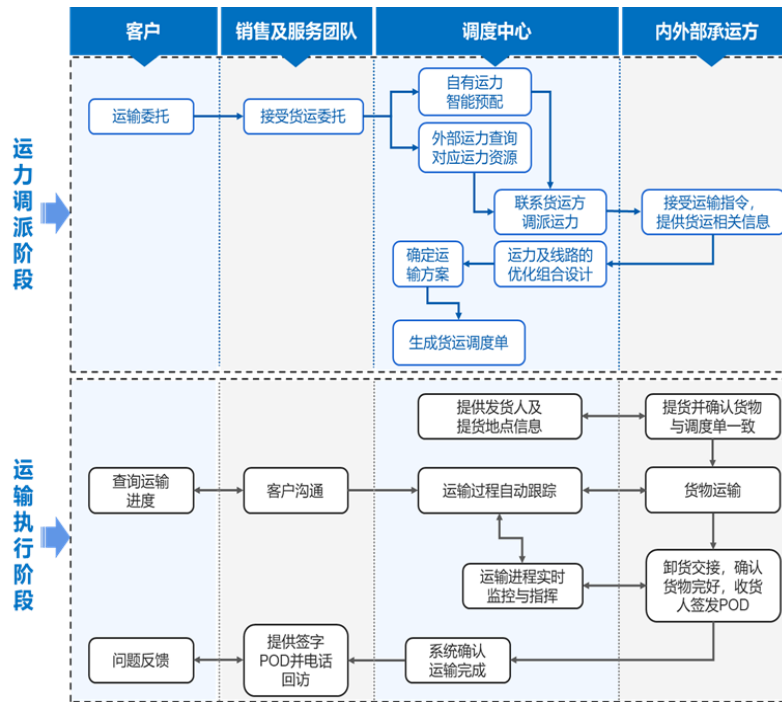 客户
销售及服务团队
调度中心
内外部承运方
运力调派阶段
运输委托
接受货运委托
自有运力
智能预配
外部运力查询
对应运力资源
联系货运方
调派运力
接受运输指令，
提供货运相关信息
确定运
输方案
运力及线路的
优化组合设计
生成货运调度单
运输执行阶段
提供发货人及
提货地点信息
提货并确认货物
与调度单一致
查询运输
进度
客户沟通
运输过程自动跟踪
货物运输
运输进程实时
监控与指挥
卸货交接，确认
货物完好，收货
人签发POD
问题反馈
提供签字
POD并电话
回访
系统确认
运输完成